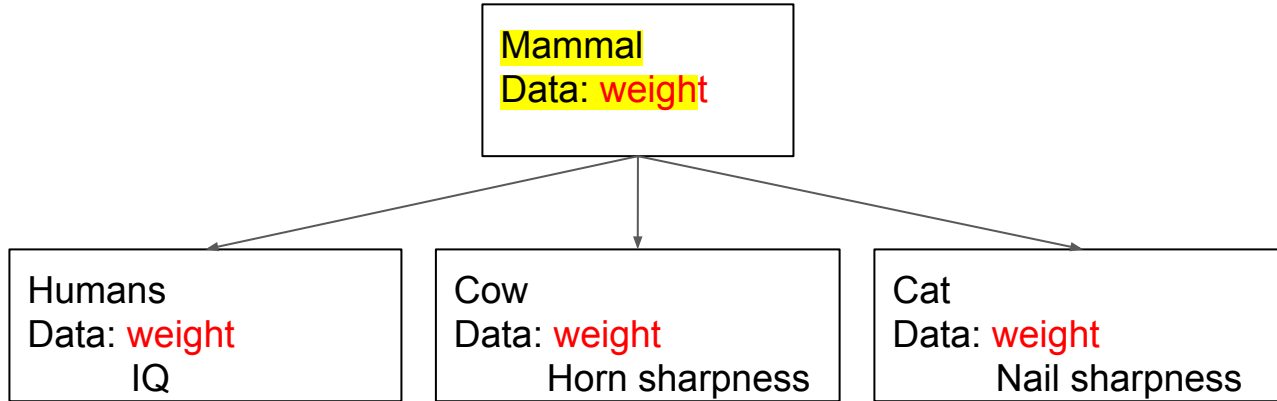 Mammal
Data: weight
Humans
Data: weight
IQ
Cow
Data: weight
Horn sharpness
Cat
Data: weight
Nail sharpness